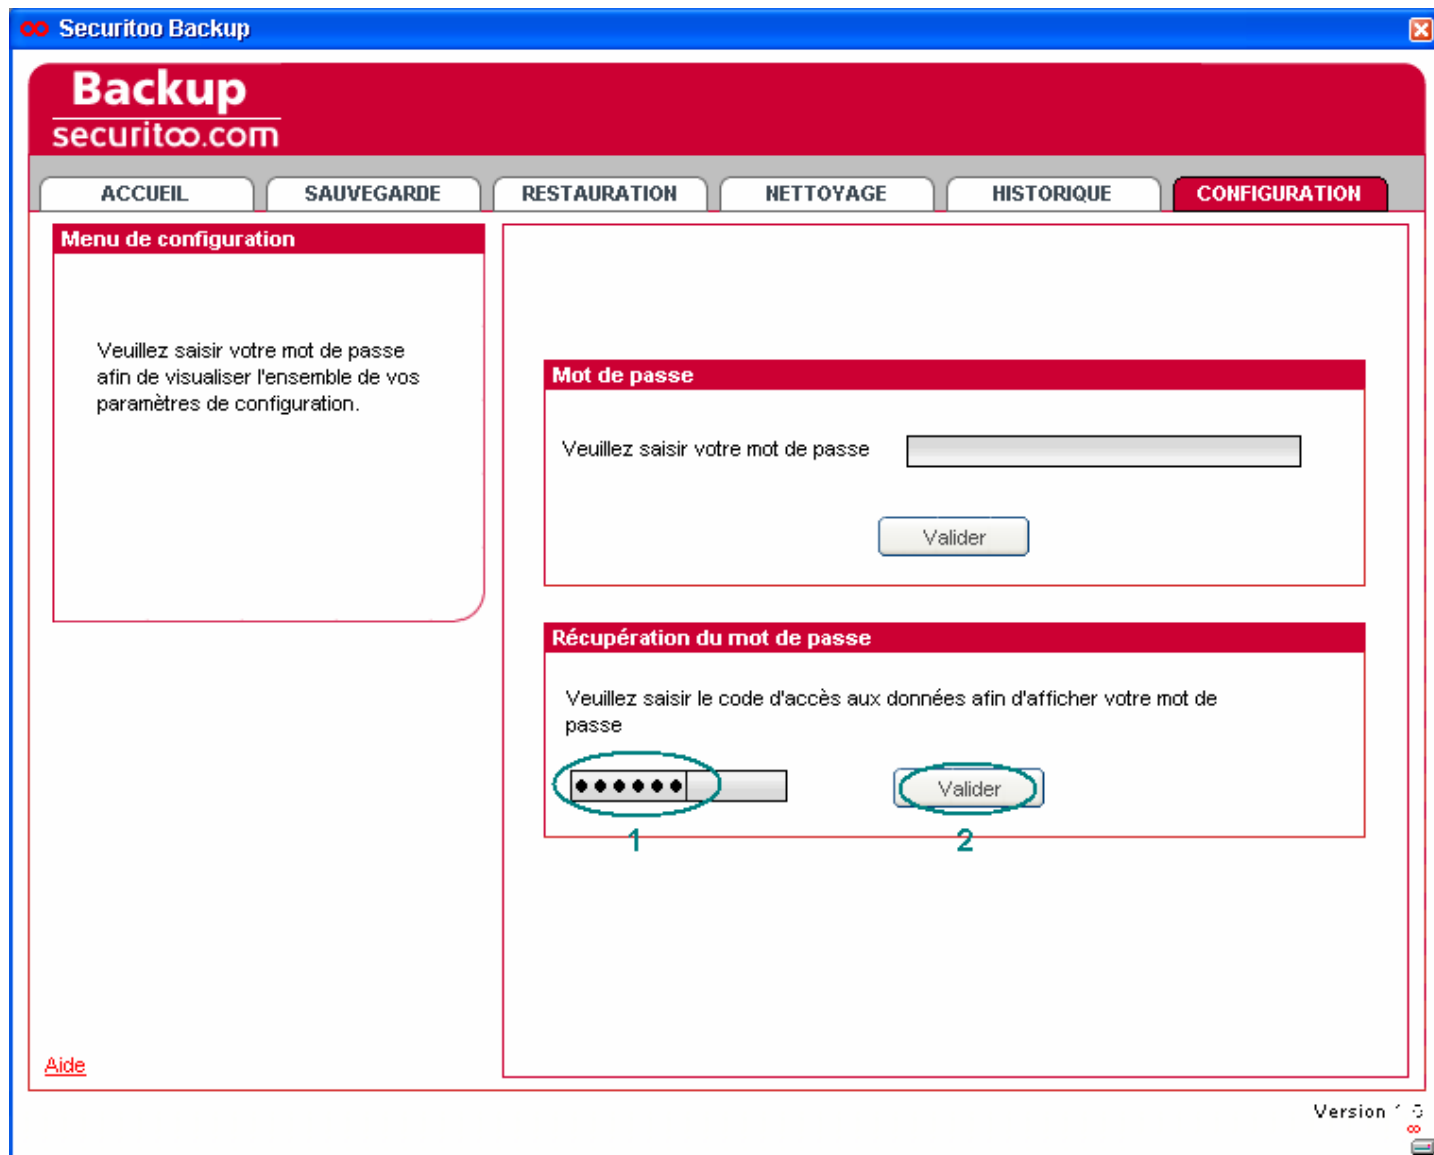 Securitoo Backup
Backup
securitoo.com
ACCUEIL SAUVEGARDE RESTAURATION NETTOYAGE HISTORIQUE CONFIGURATION
Menu de configuration
Veuillez saisir votre mot de passe
afin de visualiser l'ensemble de vos
paramètres de configuration.
Mot de passe
Veuillez saisir votre mot de passe
Valider
Récupération du mot de passe
Veuillez saisir le code d'accès aux données afin d'afficher votre mot de
passe
●●●●●● Valider
1 2
Aide
Version